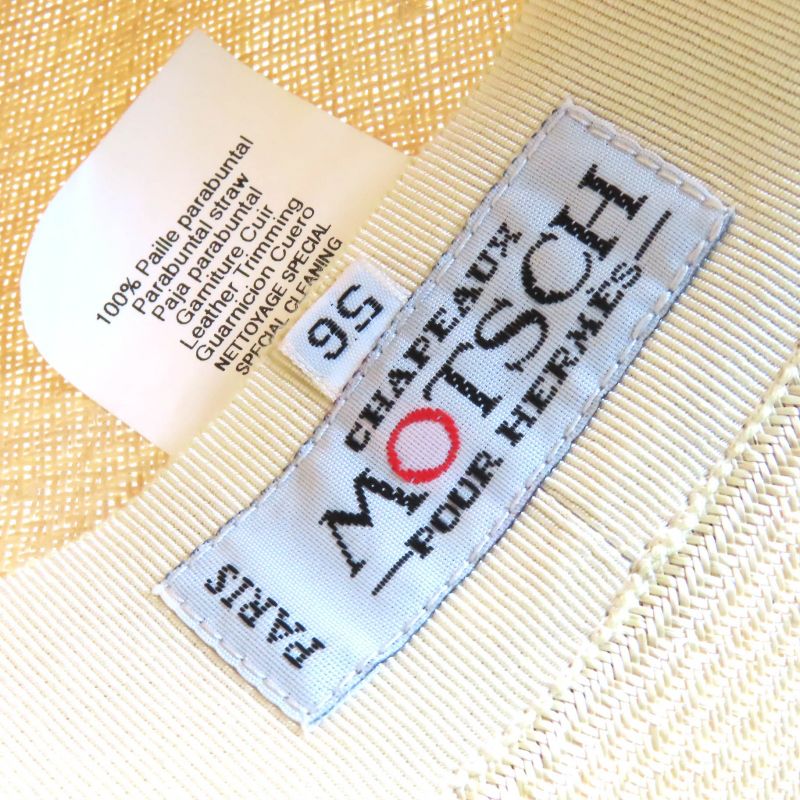 100% Paille parabuntal
Parabuntal straw
Paja parabuntal
Garniture Cuir
Leather Trimming
Guarnicion Cuero
NETTOYAGE SPECIAL
SPECIAL CLEANING
56
CHAPEAUX
MOTSCH
POUR HERMÈS
PARIS